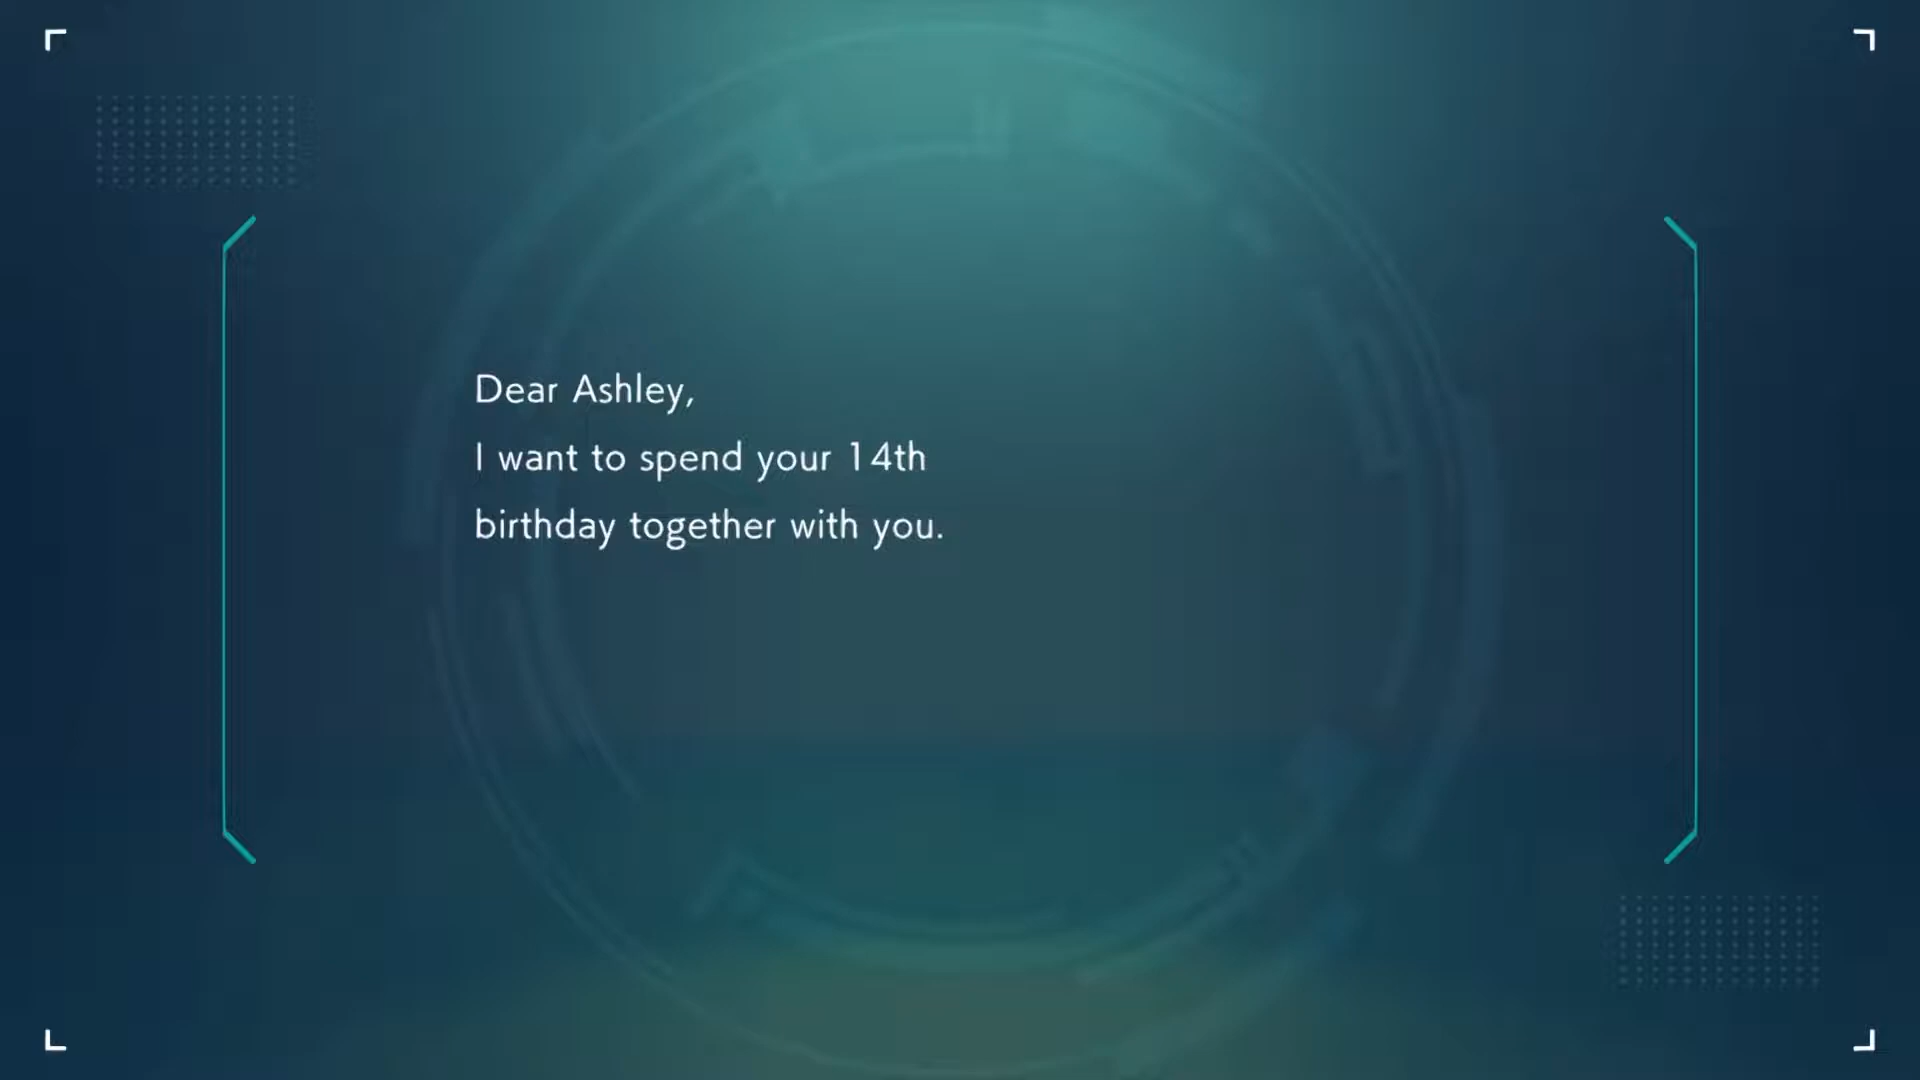 Dear Ashley,
I want to spend your 14th
birthday together with you.